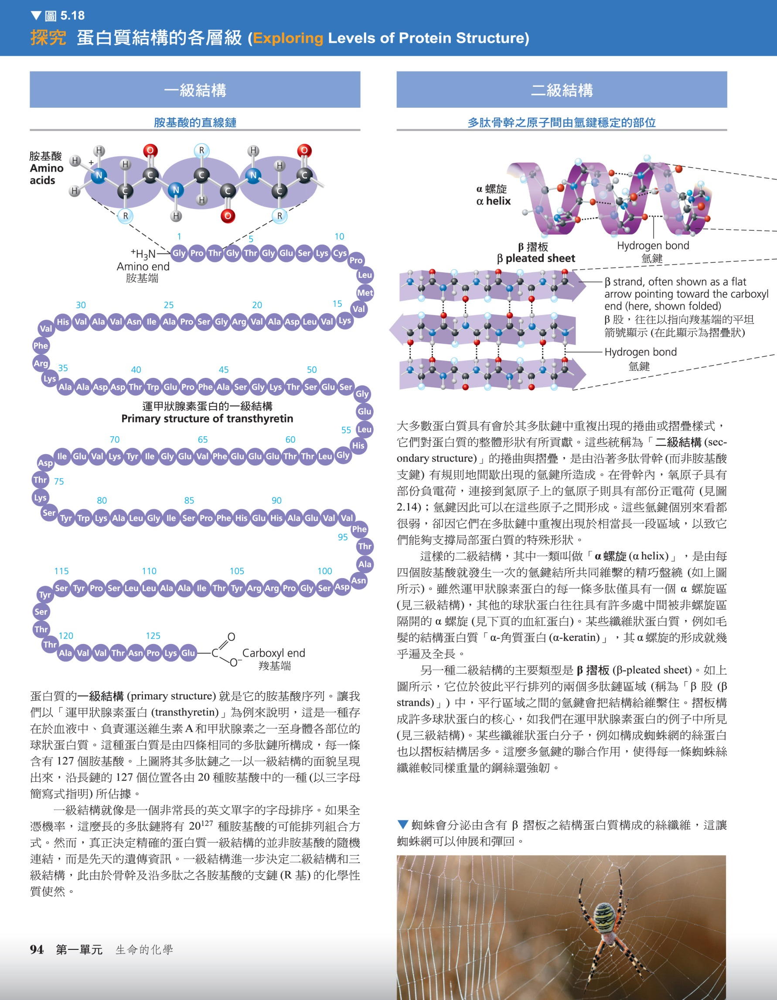 ▼圖 5.18
探究 蛋白質結構的各層級 (Exploring Levels of Protein Structure)
一級結構
胺基酸的直線鏈
胺基酸
Amino
acids
H
H
H
+
N
H
C
R
O
C
N
H
R
C
H
C
O
H
N
H
C
R
O
C
1
5
10
+H3N
Gly Pro Thr Gly Thr Gly Glu Ser Lys Cys
Amino end
胺基端
Pro
Leu
Met
Val
30
25
20
15
Val His Val Ala Val Asn Ile Ala Pro Ser Gly Arg Val Ala Asp Leu Val Lys
Phe
Arg
Lys
35
40
45
50
Ala Ala Asp Asp Thr Trp Glu Pro Phe Ala Ser Gly Lys Thr Ser Glu Ser
Gly
Glu
Leu
His
運甲狀腺素蛋白的一級結構
Primary structure of transthyretin
55
70
65
60
Asp Ile Glu Val Lys Tyr Ile Gly Glu Val Phe Glu Glu Glu Thr Thr Leu Gly
Thr
75
Lys
Ser
80
85
90
Tyr Trp Lys Ala Leu Gly Ile Ser Pro Phe His Glu His Ala Glu Val Val
Phe
95
Thr
Ala
Asn
115
110
105
100
Tyr Ser Tyr Pro Ser Leu Leu Ala Ala Ile Thr Tyr Arg Arg Pro Gly Ser Asp
Ser
Thr
Thr
120
125
Ala Val Val Thr Asn Pro Lys Glu
C
O
O−
Carboxyl end
羧基端
蛋白質的一級結構 (primary structure) 就是它的胺基酸序列。讓我
們以「運甲狀腺素蛋白 (transthyretin)」為例來說明，這是一種存
在於血液中、負責運送維生素 A 和甲狀腺素之一至身體各部位的
球狀蛋白質。這種蛋白質是由四條相同的多肽鏈所構成，每一條
含有 127 個胺基酸。上圖將其多肽鏈之一以一級結構的面貌呈現
出來，沿長鏈的 127 個位置各由 20 種胺基酸中的一種 (以三字母
簡寫式指明) 所佔據。
一級結構就像是一個非常長的英文單字的字母排序。如果全
憑機率，這麼長的多肽鏈將有 20¹²⁷ 種胺基酸的可能排列組合方
式。然而，真正決定精確的蛋白質一級結構的並非胺基酸的隨機
連結，而是先天的遺傳資訊。一級結構進一步決定二級結構和三
級結構，此由於骨幹及沿多肽之各胺基酸的支鏈 (R 基) 的化學性
質使然。
二級結構
多肽骨幹之原子間由氫鍵穩定的部位
α 螺旋
α helix
Hydrogen bond
氫鍵
β 摺板
β pleated sheet
β strand, often shown as a flat
arrow pointing toward the carboxyl
end (here, shown folded)
β 股，往往以指向羧基端的平坦
箭號顯示 (在此顯示為摺疊狀)
Hydrogen bond
氫鍵
大多數蛋白質具有會於其多肽鏈中重複出現的捲曲或摺疊樣式，
它們對蛋白質的整體形狀有所貢獻。這些統稱為「二級結構 (sec-
ondary structure)」的捲曲與摺疊，是由沿著多肽骨幹 (而非胺基酸
支鍵) 有規則地間歇出現的氫鍵所造成。在骨幹內，氧原子具有
部份負電荷，連接到氮原子上的氫原子則具有部份正電荷 (見圖
2.14)；氫鍵因此可以在這些原子之間形成。這些氫鍵個別來看都
很弱，卻因它們在多肽鏈中重複出現於相當長一段區域，以致它
們能夠支撐局部蛋白質的特殊形狀。
這樣的二級結構，其中一類叫做「α 螺旋 (α helix)」，是由每
四個胺基酸就發生一次的氫鍵結所共同維繫的精巧盤繞 (如上圖
所示)。雖然運甲狀腺素蛋白的每一條多肽僅具有一個 α 螺旋區
(見三級結構)，其他的球狀蛋白往往具有許多處中間被非螺旋區
隔開的 α 螺旋 (見下頁的血紅蛋白)。某些纖維狀蛋白質，例如毛
髮的結構蛋白質「α-角質蛋白 (α-keratin)」，其 α 螺旋的形成就幾
乎遍及全長。
另一種二級結構的主要類型是 β 摺板 (β-pleated sheet)。如上
圖所示，它位於彼此平行排列的兩個多肽鏈區域 (稱為「β 股 (β
strands)」) 中，平行區域之間的氫鍵會把結構給維繫住。摺板構
成許多球狀蛋白的核心，如我們在運甲狀腺素蛋白的例子中所見
(見三級結構)。某些纖維狀蛋白分子，例如構成蜘蛛網的絲蛋白
也以摺板結構居多。這麼多氫鍵的聯合作用，使得每一條蜘蛛絲
纖維較同樣重量的鋼絲還強韌。
▼ 蜘蛛會分泌由含有 β 摺板之結構蛋白質構成的絲纖維，這讓
蜘蛛網可以伸展和彈回。
94 第一單元 生命的化學